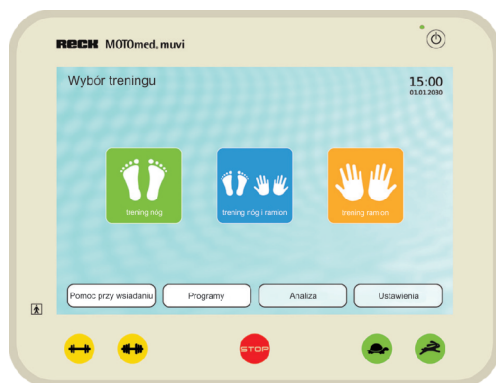 RECK MOTOmed. muvi
Wybór treningu
15:00
01.01.2030
trening nóg
trening nóg i ramion
trening ramion
Pomoc przy wsiadaniu
Programy
Analiza
Ustawienia
STOP